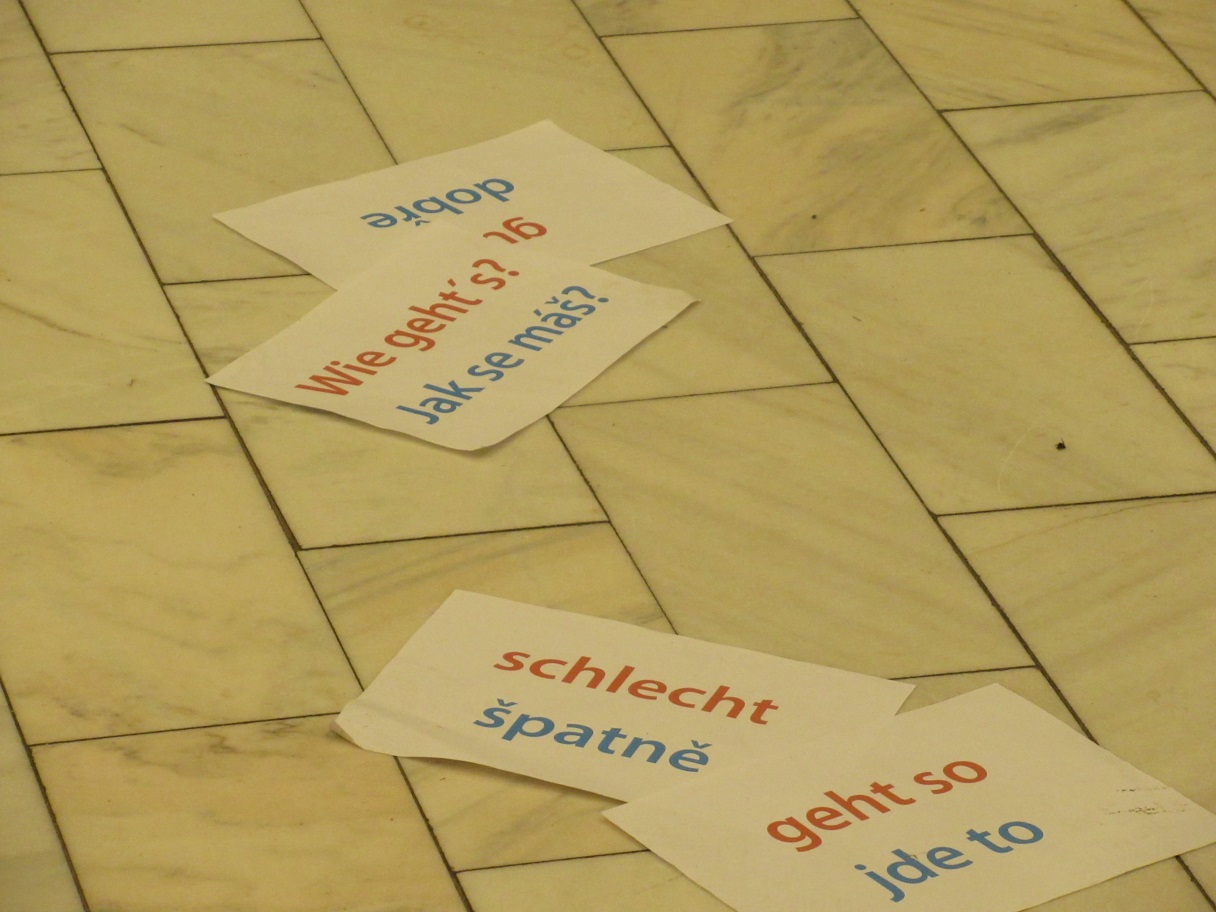 dobře
Wie geht´s?
Jak se máš?
schlecht
špatně
geht so
jde to